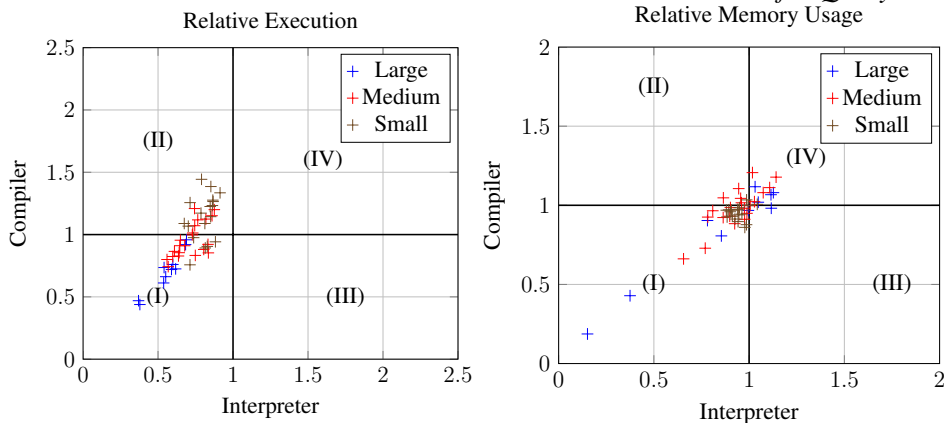 Relative Execution
2.5
2
1.5
1
0.5
0
0
0.5
1
1.5
2
2.5
Compiler
Interpreter
Large
Medium
Small
(II)
(IV)
(I)
(III)
Relative Memory Usage
2
1.5
1
0.5
0
0
0.5
1
1.5
2
Compiler
Interpreter
Large
Medium
Small
(II)
(IV)
(I)
(III)